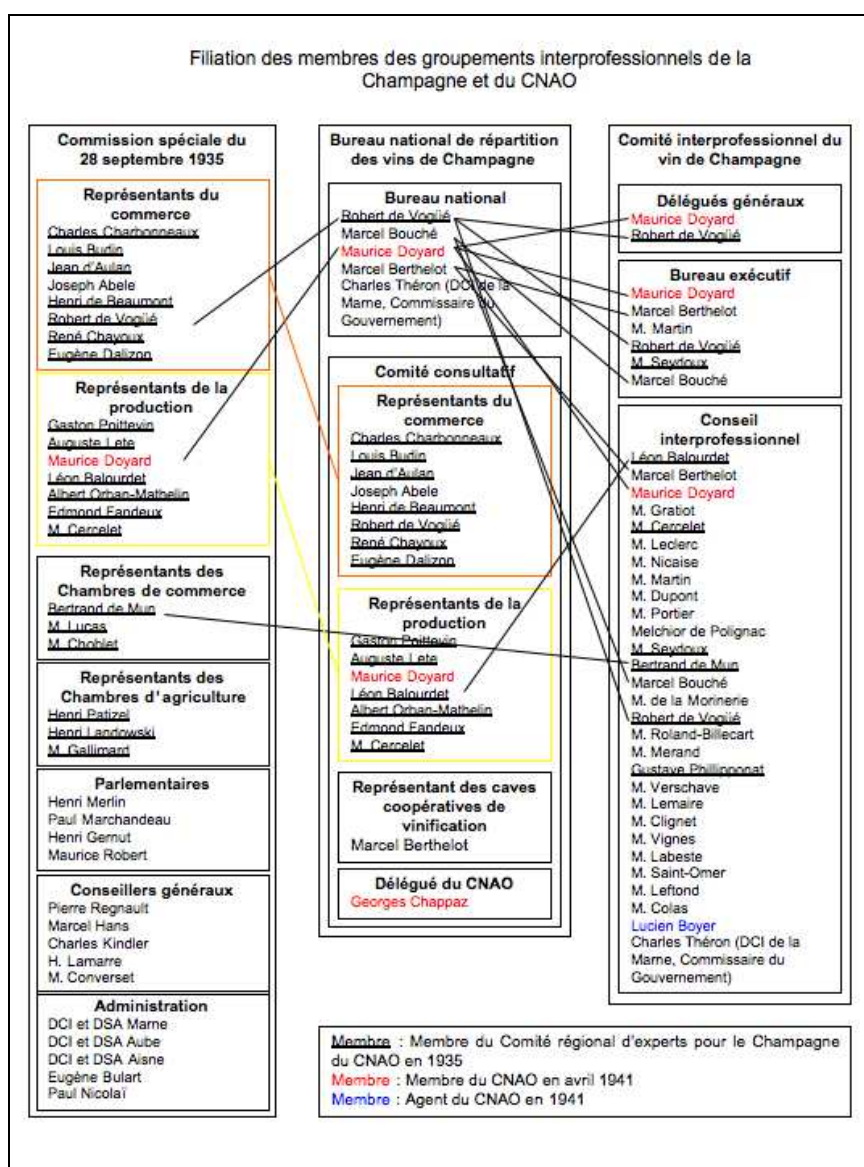 Filiation des membres des groupements interprofessionnels de la
Champagne et du CNAO
Commission spéciale du
28 septembre 1935
Représentants du
commerce
Charles Charbonneaux
Louis Budin
Jean d'Aulan
Joseph Abele
Henri de Beaumont
Robert de Vogüé
René Chayoux
Eugène Dalizon
Représentants de la
production
Gaston Poittevin
Auguste Lete
Maurice Doyard
Léon Balourdet
Albert Orban-Mathelin
Edmond Fandeux
M. Cercelet
Représentants des
Chambres de commerce
Bertrand de Mun
M. Lucas
M. Choblet
Représentants des
Chambres d'agriculture
Henri Patizel
Henri Landowski
M. Gallimard
Parlementaires
Henri Merlin
Paul Marchandeau
Henri Gernut
Maurice Robert
Conseillers généraux
Pierre Regnault
Marcel Hans
Charles Kindler
H. Lamarre
M. Converset
Administration
DCI et DSA Marne
DCI et DSA Aube
DCI et DSA Aisne
Eugène Bulart
Paul Nicolaï
Bureau national de répartition
des vins de Champagne
Bureau national
Robert de Vogüé
Marcel Bouché
Maurice Doyard
Marcel Berthelot
Charles Théron (DCI de la
Marne, Commissaire du
Gouvernement)
Comité consultatif
Représentants du
commerce
Charles Charbonneaux
Louis Budin
Jean d'Aulan
Joseph Abele
Henri de Beaumont
Robert de Vogüé
René Chayoux
Eugène Dalizon
Représentants de la
production
Gaston Poittevin
Auguste Lete
Maurice Doyard
Léon Balourdet
Albert Orban-Mathelin
Edmond Fandeux
M. Cercelet
Représentant des caves
coopératives de
vinification
Marcel Berthelot
Délégué du CNAO
Georges Chappaz
Comité interprofessionnel du
vin de Champagne
Délégués généraux
Maurice Doyard
Robert de Vogüé
Bureau exécutif
Maurice Doyard
Marcel Berthelot
M. Martin
Robert de Vogüé
M. Seydoux
Marcel Bouché
Conseil
interprofessionnel
Léon Balourdet
Marcel Berthelot
Maurice Doyard
M. Gratiot
M. Cercelet
M. Leclerc
M. Nicaise
M. Martin
M. Dupont
M. Portier
Melchior de Polignac
M. Seydoux
Bertrand de Mun
Marcel Bouché
M. de la Morinerie
Robert de Vogüé
M. Roland-Billecart
M. Merand
Gustave Phillipponat
M. Verschave
M. Lemaire
M. Clignet
M. Vignes
M. Labeste
M. Saint-Omer
M. Leftond
M. Colas
Lucien Boyer
Charles Théron (DCI de la
Marne, Commissaire du
Gouvernement)
Membre : Membre du Comité régional d'experts pour le Champagne
du CNAO en 1935
Membre : Membre du CNAO en avril 1941
Membre : Agent du CNAO en 1941